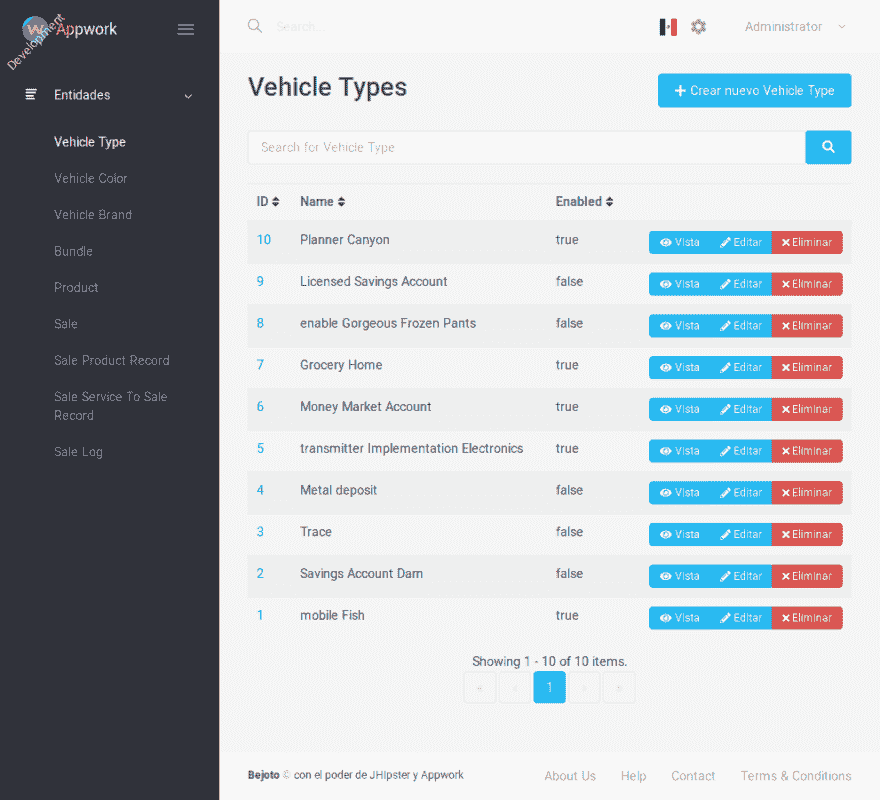 Development
Appwork
Search...
Administrator
Entidades
Vehicle Type
Vehicle Color
Vehicle Brand
Bundle
Product
Sale
Sale Product Record
Sale Service To Sale
Record
Sale Log
Vehicle Types
Crear nuevo Vehicle Type
Search for Vehicle Type
ID Name Enabled
10 Planner Canyon true Vista Editar Eliminar
9 Licensed Savings Account false Vista Editar Eliminar
8 enable Gorgeous Frozen Pants false Vista Editar Eliminar
7 Grocery Home true Vista Editar Eliminar
6 Money Market Account true Vista Editar Eliminar
5 transmitter Implementation Electronics true Vista Editar Eliminar
4 Metal deposit false Vista Editar Eliminar
3 Trace false Vista Editar Eliminar
2 Savings Account Darn false Vista Editar Eliminar
1 mobile Fish true Vista Editar Eliminar
Showing 1 - 10 of 10 items.
« ‹ 1 › »
Bejoto © con el poder de JHipster y Appwork About Us Help Contact Terms & Conditions